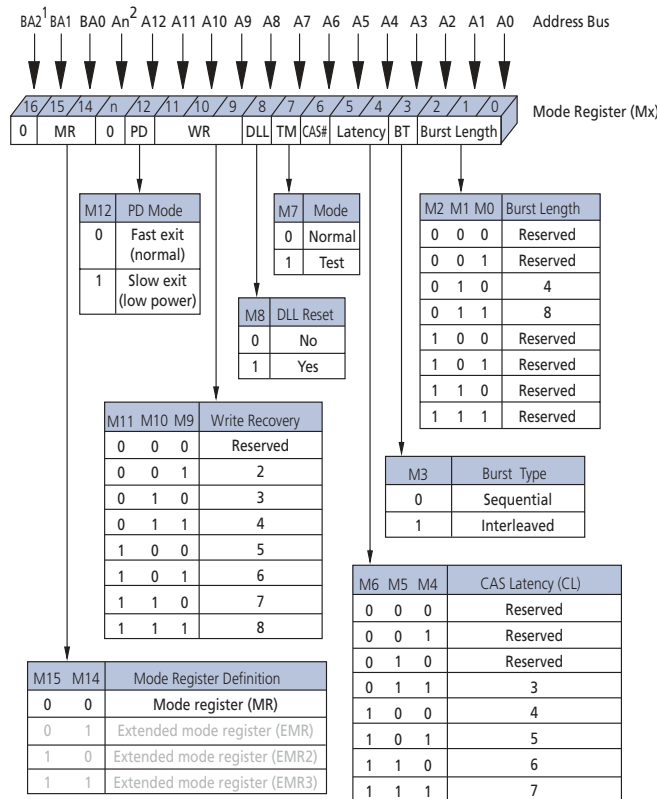 BA2¹ BA1 BA0 An² A12 A11 A10 A9 A8 A7 A6 A5 A4 A3 A2 A1 A0 Address Bus
16 15 14 n 12 11 10 9 8 7 6 5 4 3 2 1 0 Mode Register (Mx)
0 MR 0 PD WR DLL TM CAS# Latency BT Burst Length
M12 PD Mode
0 Fast exit
(normal)
1 Slow exit
(low power)
M7 Mode
0 Normal
1 Test
M2 M1 M0 Burst Length
0 0 0 Reserved
0 0 1 Reserved
0 1 0 4
0 1 1 8
1 0 0 Reserved
1 0 1 Reserved
1 1 0 Reserved
1 1 1 Reserved
M8 DLL Reset
0 No
1 Yes
M11 M10 M9 Write Recovery
0 0 0 Reserved
0 0 1 2
0 1 0 3
0 1 1 4
1 0 0 5
1 0 1 6
1 1 0 7
1 1 1 8
M3 Burst Type
0 Sequential
1 Interleaved
M6 M5 M4 CAS Latency (CL)
0 0 0 Reserved
0 0 1 Reserved
0 1 0 Reserved
0 1 1 3
1 0 0 4
1 0 1 5
1 1 0 6
1 1 1 7
M15 M14 Mode Register Definition
0 0 Mode register (MR)
0 1 Extended mode register (EMR)
1 0 Extended mode register (EMR2)
1 1 Extended mode register (EMR3)